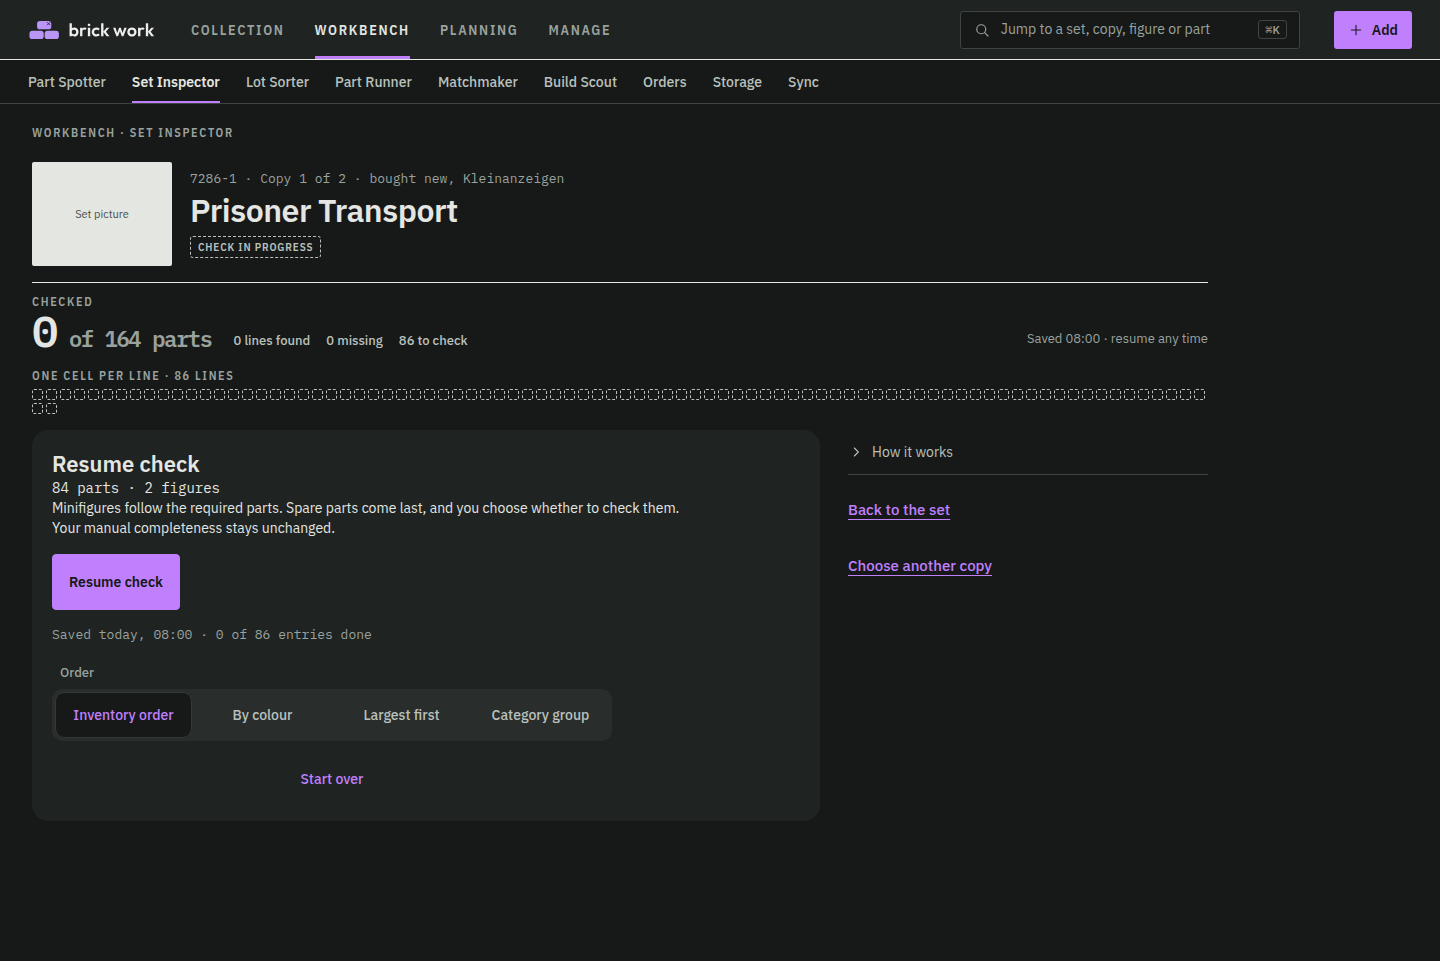 brick work
COLLECTION
WORKBENCH
PLANNING
MANAGE
Jump to a set, copy, figure or part
⌘K
+ Add
Part Spotter
Set Inspector
Lot Sorter
Part Runner
Matchmaker
Build Scout
Orders
Storage
Sync
WORKBENCH · SET INSPECTOR
Set picture
7286-1 · Copy 1 of 2 · bought new, Kleinanzeigen
Prisoner Transport
CHECK IN PROGRESS
CHECKED
0 of 164 parts
0 lines found
0 missing
86 to check
Saved 08:00 · resume any time
ONE CELL PER LINE · 86 LINES
Resume check
84 parts · 2 figures
Minifigures follow the required parts. Spare parts come last, and you choose whether to check them.
Your manual completeness stays unchanged.
Resume check
Saved today, 08:00 · 0 of 86 entries done
Order
Inventory order
By colour
Largest first
Category group
Start over
How it works
Back to the set
Choose another copy